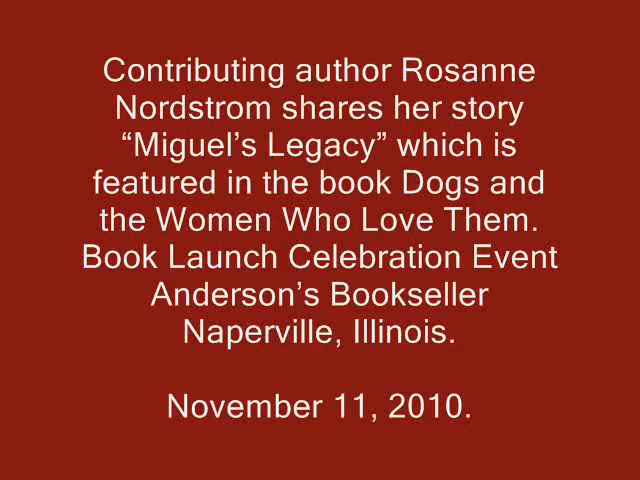 Contributing author Rosanne
Nordstrom shares her story
“Miguel’s Legacy” which is
featured in the book Dogs and
the Women Who Love Them.
Book Launch Celebration Event
Anderson’s Bookseller
Naperville, Illinois.
November 11, 2010.